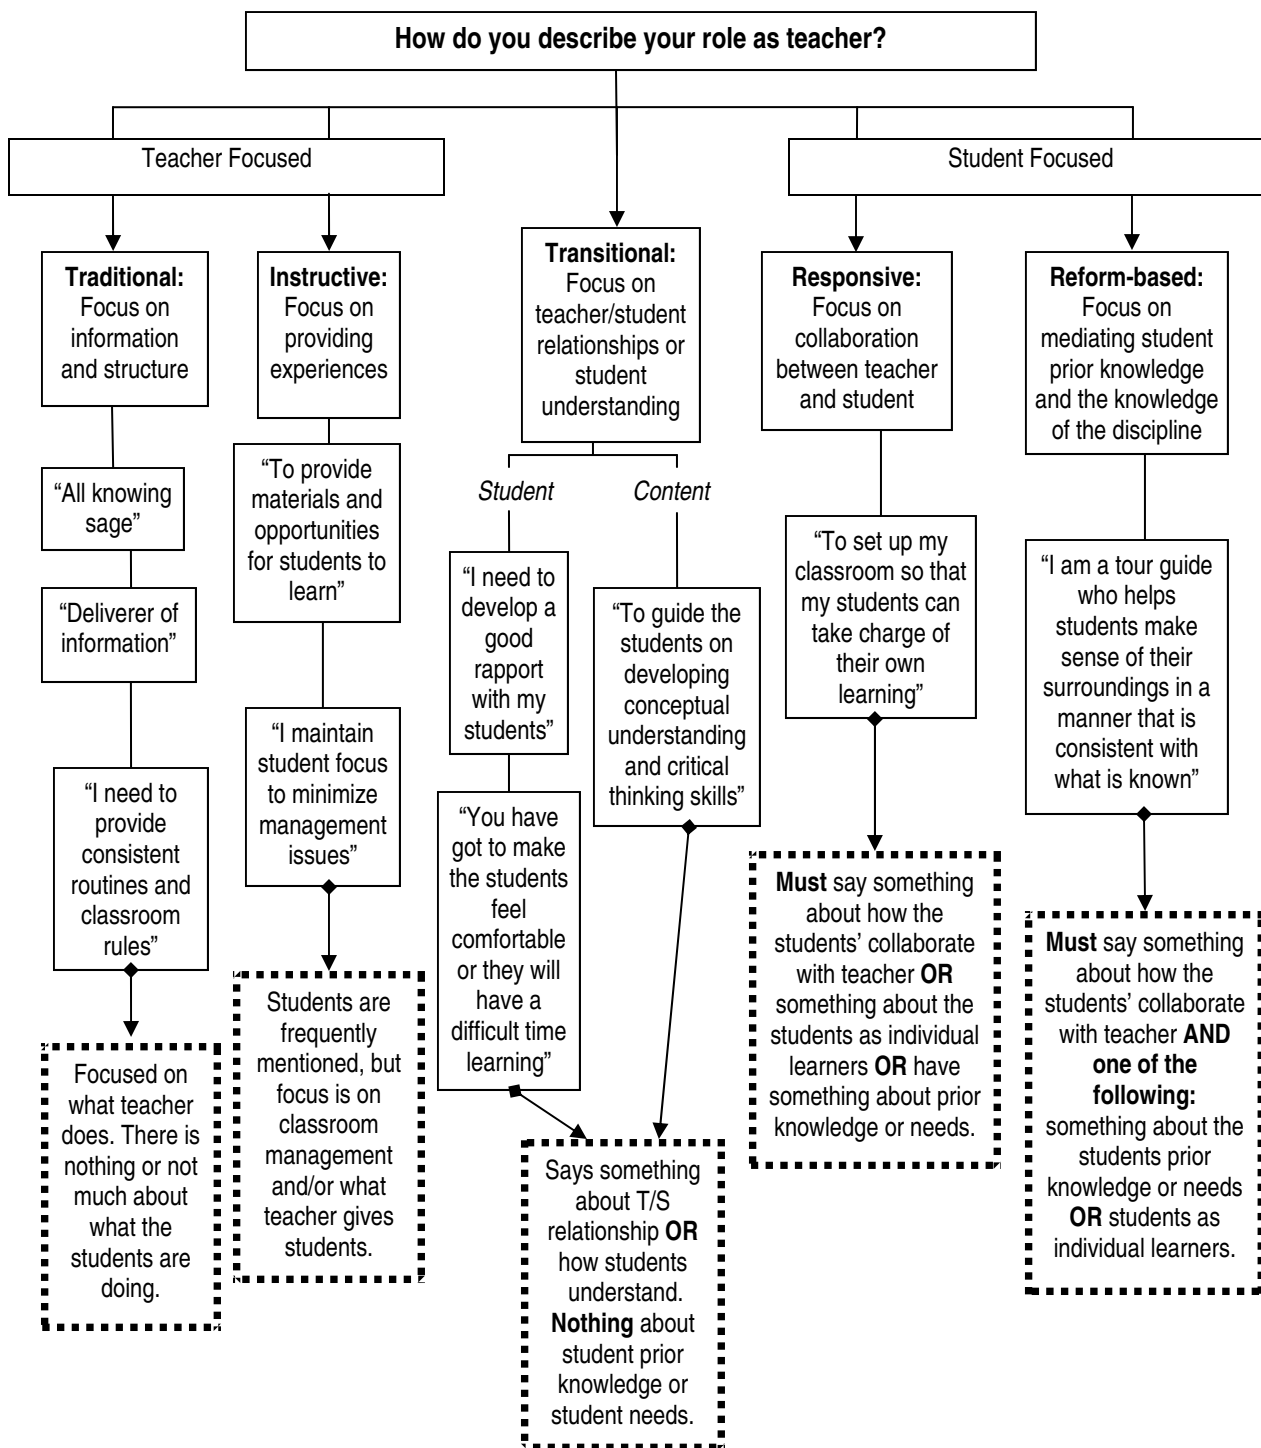 How do you describe your role as teacher?
Teacher Focused
Student Focused
Traditional:
Focus on
information
and structure
“All knowing
sage”
“Deliverer of
information”
“I need to
provide
consistent
routines and
classroom
rules”
Focused on
what teacher
does. There is
nothing or not
much about
what the
students are
doing.
Instructive:
Focus on
providing
experiences
“To provide
materials and
opportunities
for students to
learn”
“I maintain
student focus
to minimize
management
issues”
Students are
frequently
mentioned, but
focus is on
classroom
management
and/or what
teacher gives
students.
Transitional:
Focus on
teacher/student
relationships or
student
understanding
Student
“I need to
develop a
good
rapport
with my
students”
“You have
got to make
the students
feel
comfortable
or they will
have a
difficult time
learning”
Content
“To guide the
students on
developing
conceptual
understanding
and critical
thinking skills”
Says something
about T/S
relationship OR
how students
understand.
Nothing about
student prior
knowledge or
student needs.
Responsive:
Focus on
collaboration
between teacher
and student
“To set up my
classroom so that
my students can
take charge of
their own
learning”
Must say something
about how the
students’ collaborate
with teacher OR
something about the
students as individual
learners OR have
something about prior
knowledge or needs.
Reform-based:
Focus on
mediating student
prior knowledge
and the knowledge
of the discipline
“I am a tour guide
who helps
students make
sense of their
surroundings in a
manner that is
consistent with
what is known”
Must say something
about how the
students’ collaborate
with teacher AND
one of the
following:
something about the
students prior
knowledge or needs
OR students as
individual learners.